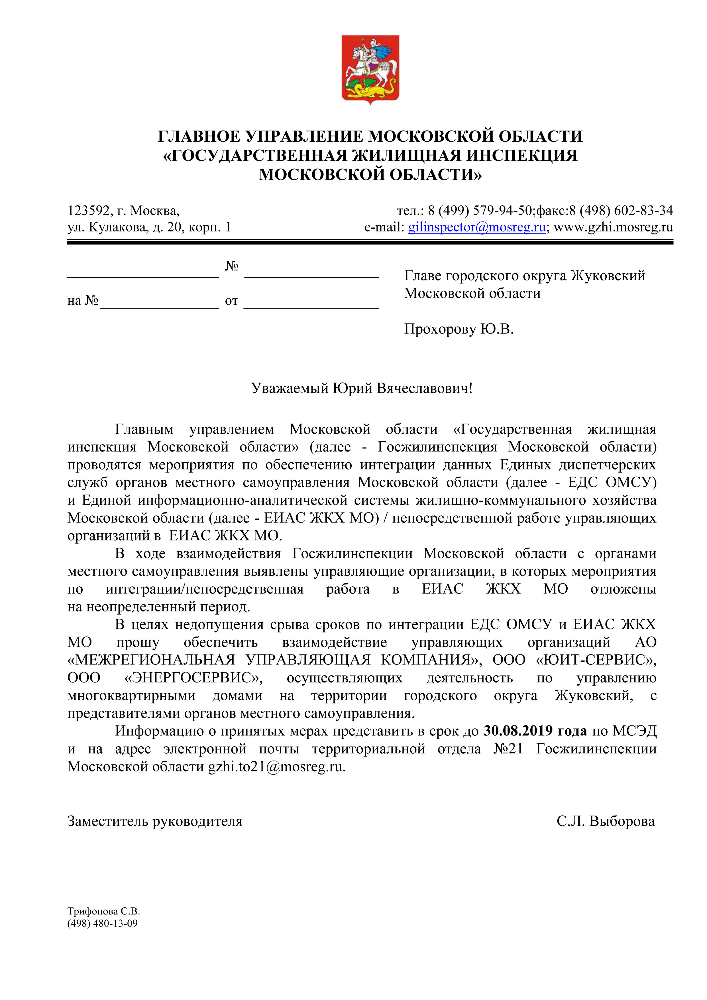 ГЛАВНОЕ УПРАВЛЕНИЕ МОСКОВСКОЙ ОБЛАСТИ
«ГОСУДАРСТВЕННАЯ ЖИЛИЩНАЯ ИНСПЕКЦИЯ
МОСКОВСКОЙ ОБЛАСТИ»
123592, г. Москва,
ул. Кулакова, д. 20, корп. 1
тел.: 8 (499) 579-94-50;факс:8 (498) 602-83-34
e-mail: gilinspector@mosreg.ru; www.gzhi.mosreg.ru
№
на № от
Главе городского округа Жуковский
Московской области
Прохорову Ю.В.
Уважаемый Юрий Вячеславович!
Главным управлением Московской области «Государственная жилищная
инспекция Московской области» (далее - Госжилинспекция Московской области)
проводятся мероприятия по обеспечению интеграции данных Единых диспетчерских
служб органов местного самоуправления Московской области (далее - ЕДС ОМСУ)
и Единой информационно-аналитической системы жилищно-коммунального хозяйства
Московской области (далее - ЕИАС ЖКХ МО) / непосредственной работе управляющих
организаций в ЕИАС ЖКХ МО.
В ходе взаимодействия Госжилинспекции Московской области с органами
местного самоуправления выявлены управляющие организации, в которых мероприятия
по интеграции/непосредственная работа в ЕИАС ЖКХ МО отложены
на неопределенный период.
В целях недопущения срыва сроков по интеграции ЕДС ОМСУ и ЕИАС ЖКХ
МО прошу обеспечить взаимодействие управляющих организаций АО
«МЕЖРЕГИОНАЛЬНАЯ УПРАВЛЯЮЩАЯ КОМПАНИЯ», ООО «ЮИТ-СЕРВИС»,
ООО «ЭНЕРГОСЕРВИС», осуществляющих деятельность по управлению
многоквартирными домами на территории городского округа Жуковский, с
представителями органов местного самоуправления.
Информацию о принятых мерах представить в срок до 30.08.2019 года по МСЭД
и на адрес электронной почты территориальной отдела №21 Госжилинспекции
Московской области gzhi.to21@mosreg.ru.
Заместитель руководителя С.Л. Выборова
Трифонова С.В.
(498) 480-13-09